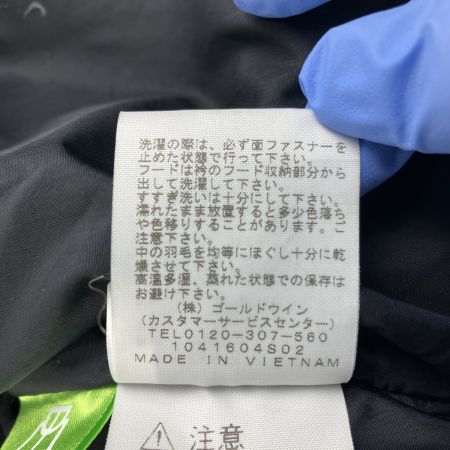 洗濯の際は、必ず面ファスナーを
止めた状態で行って下さい。
フードは衿のフード収納部分から
出して洗濯して下さい。
すすぎ洗いは十分にして下さい。
濡れたまま放置すると多少色落ち
や色移りすることがあります。ご
注意下さい。
中の羽毛を均等にほぐし十分に乾
燥させて下さい。
高温多湿、蒸れた状態での保存は
お避け下さい。
(株) ゴールドウイン
(カスタマーサービスセンター)
TEL0120-307-560
1041604S02
MADE IN VIETNAM
注意